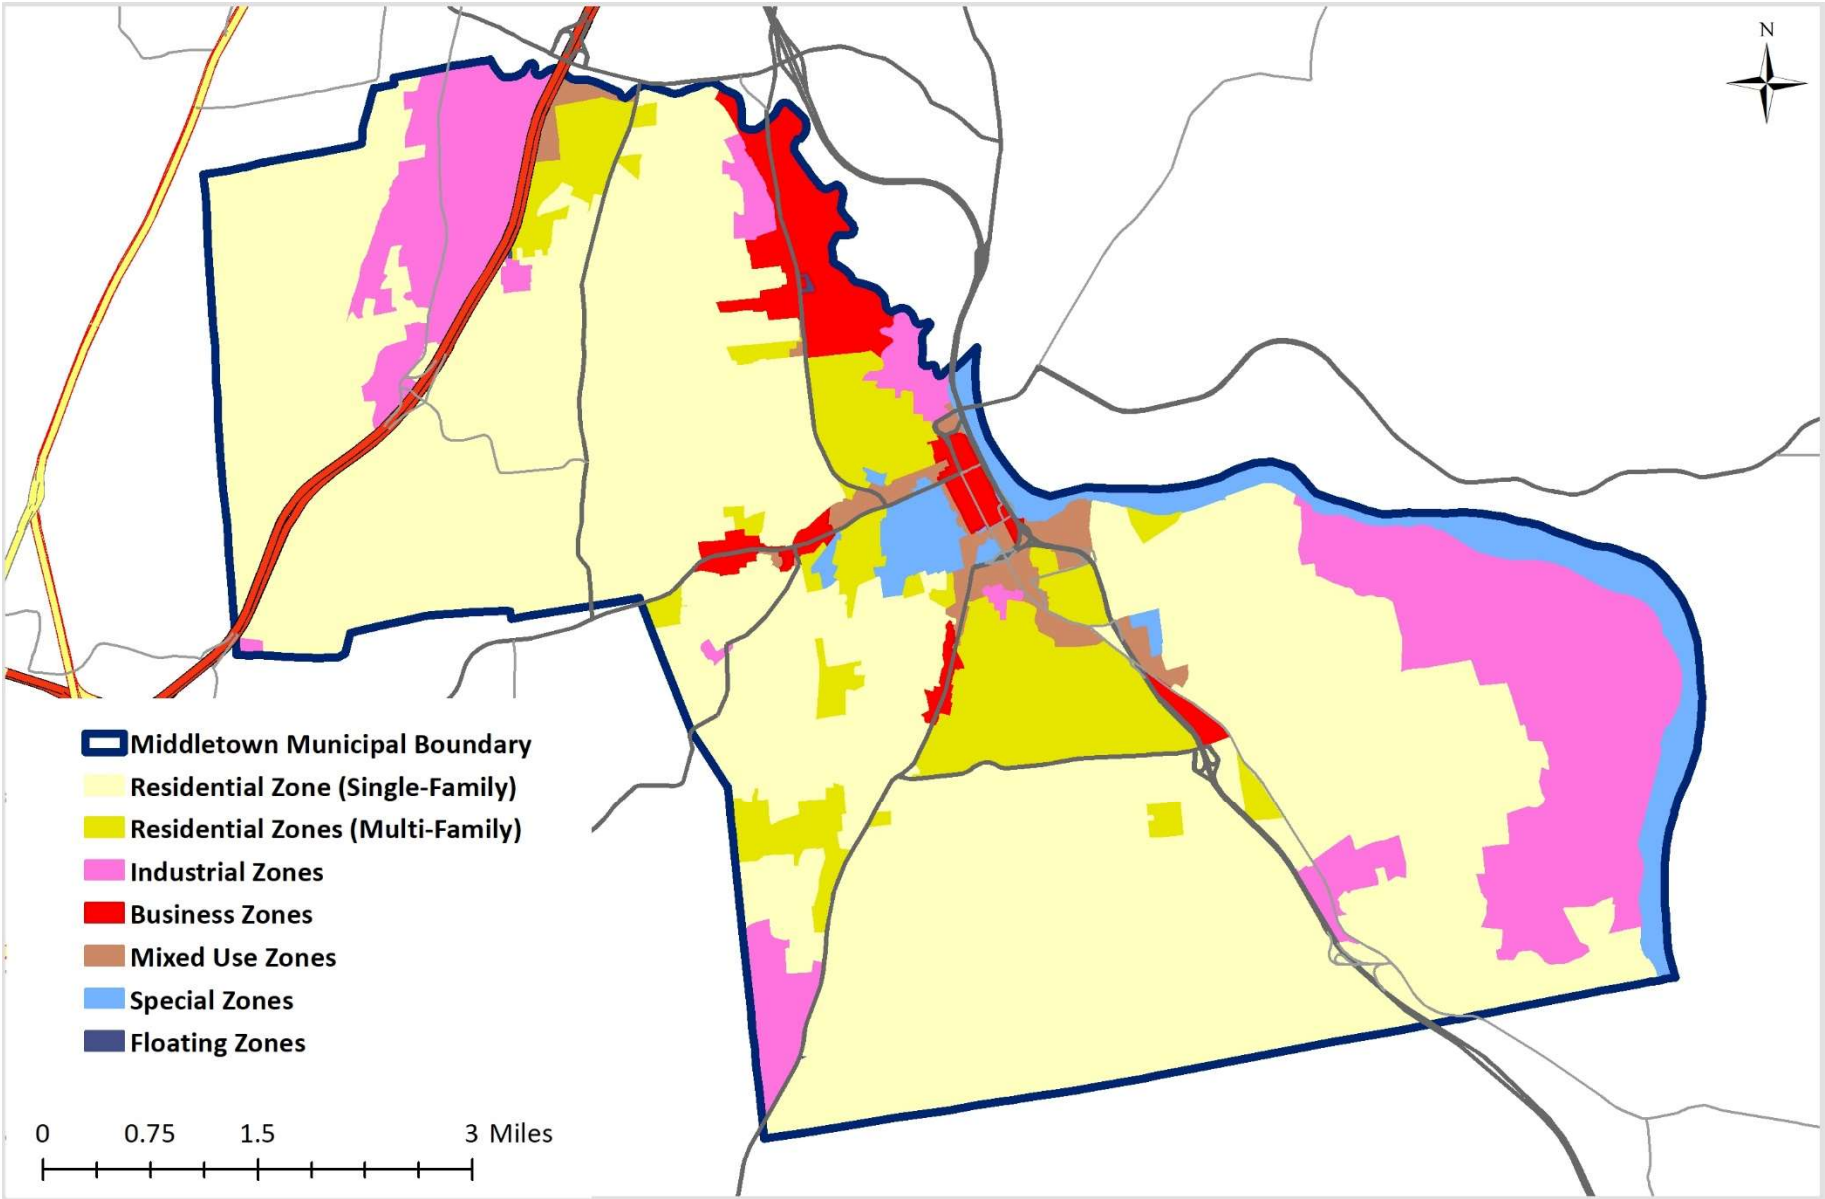 N
Middletown Municipal Boundary
Residential Zone (Single-Family)
Residential Zones (Multi-Family)
Industrial Zones
Business Zones
Mixed Use Zones
Special Zones
Floating Zones
0 0.75 1.5 3 Miles